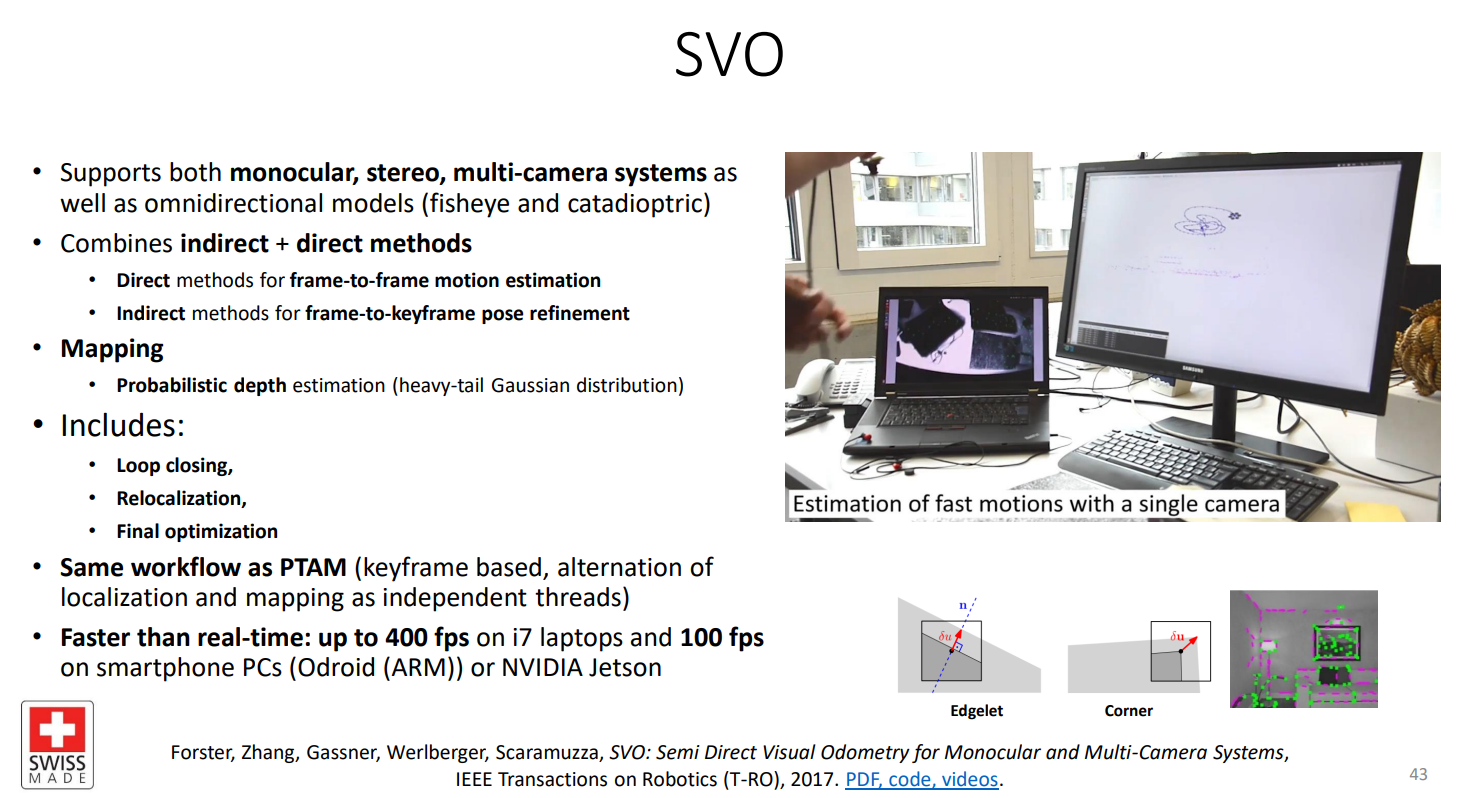 SVO
• Supports both monocular, stereo, multi-camera systems as
well as omnidirectional models (fisheye and catadioptric)
• Combines indirect + direct methods
• Direct methods for frame-to-frame motion estimation
• Indirect methods for frame-to-keyframe pose refinement
• Mapping
• Probabilistic depth estimation (heavy-tail Gaussian distribution)
• Includes:
• Loop closing,
• Relocalization,
• Final optimization
• Same workflow as PTAM (keyframe based, alternation of
localization and mapping as independent threads)
• Faster than real-time: up to 400 fps on i7 laptops and 100 fps
on smartphone PCs (Odroid (ARM)) or NVIDIA Jetson
SAMSUNG
Estimation of fast motions with a single camera
n
δu
Edgelet
δu
Corner
SWISS
MADE
Forster, Zhang, Gassner, Werlberger, Scaramuzza, SVO: Semi Direct Visual Odometry for Monocular and Multi-Camera Systems,
IEEE Transactions on Robotics (T-RO), 2017. PDF, code, videos.
43